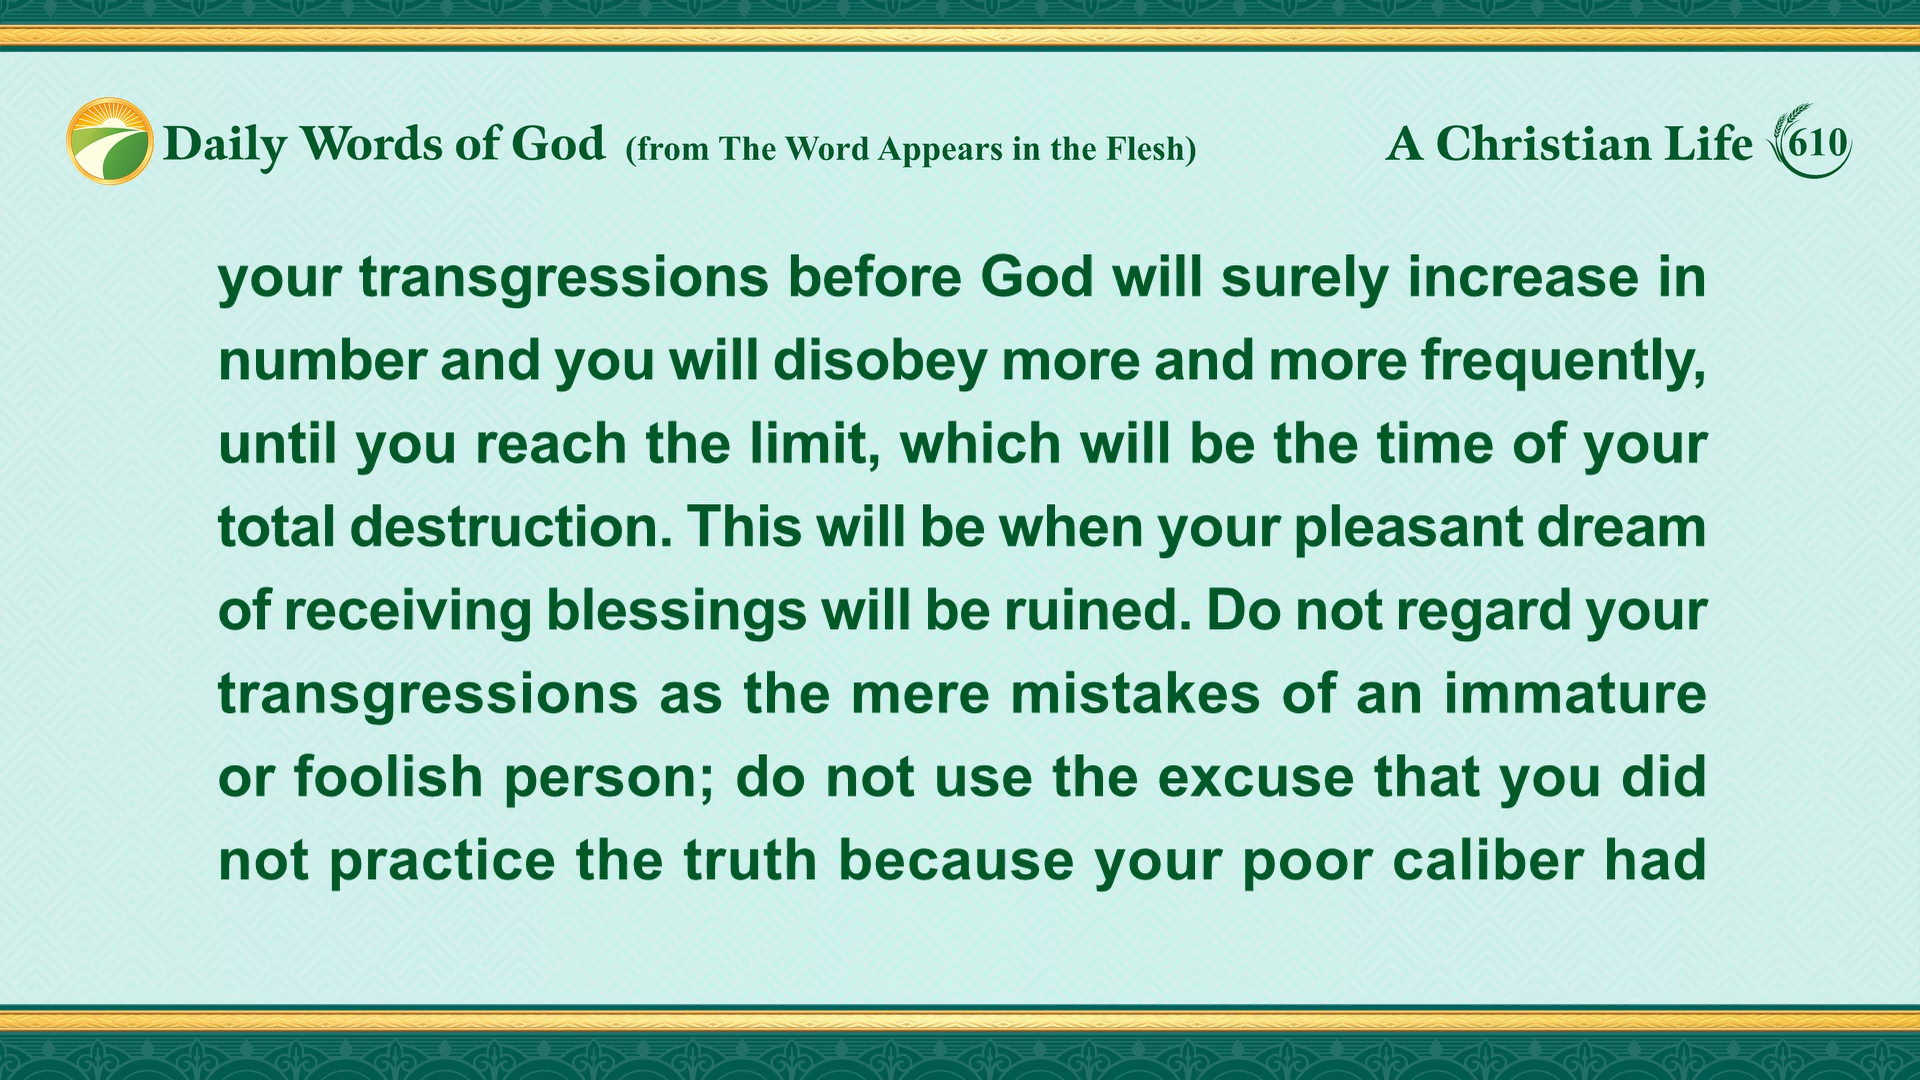 Daily Words of God (from The Word Appears in the Flesh)
A Christian Life 610
your transgressions before God will surely increase in
number and you will disobey more and more frequently,
until you reach the limit, which will be the time of your
total destruction. This will be when your pleasant dream
of receiving blessings will be ruined. Do not regard your
transgressions as the mere mistakes of an immature
or foolish person; do not use the excuse that you did
not practice the truth because your poor caliber had